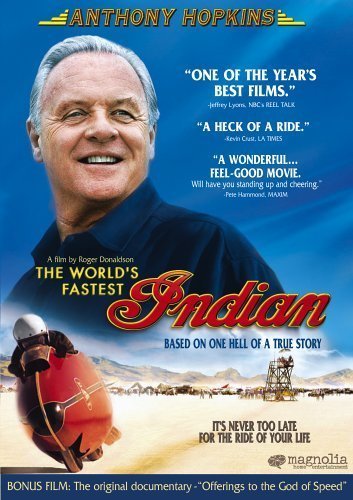 ANTHONY HOPKINS
"ONE OF THE YEAR'S
BEST FILMS."
-Jeffrey Lyons, NBC's REEL TALK
"A HECK OF A RIDE."
-Kevin Crust, LA TIMES
"A WONDERFUL...
FEEL-GOOD MOVIE.
Will have you standing up and cheering."
-Pete Hammond, MAXIM
A film by Roger Donaldson
THE WORLD'S
FASTEST
Indian
BASED ON ONE HELL OF A TRUE STORY
IT'S NEVER TOO LATE
FOR THE RIDE OF YOUR LIFE.
magnolia
home entertainment
BONUS FILM: The original documentary -"Offerings to the God of Speed"